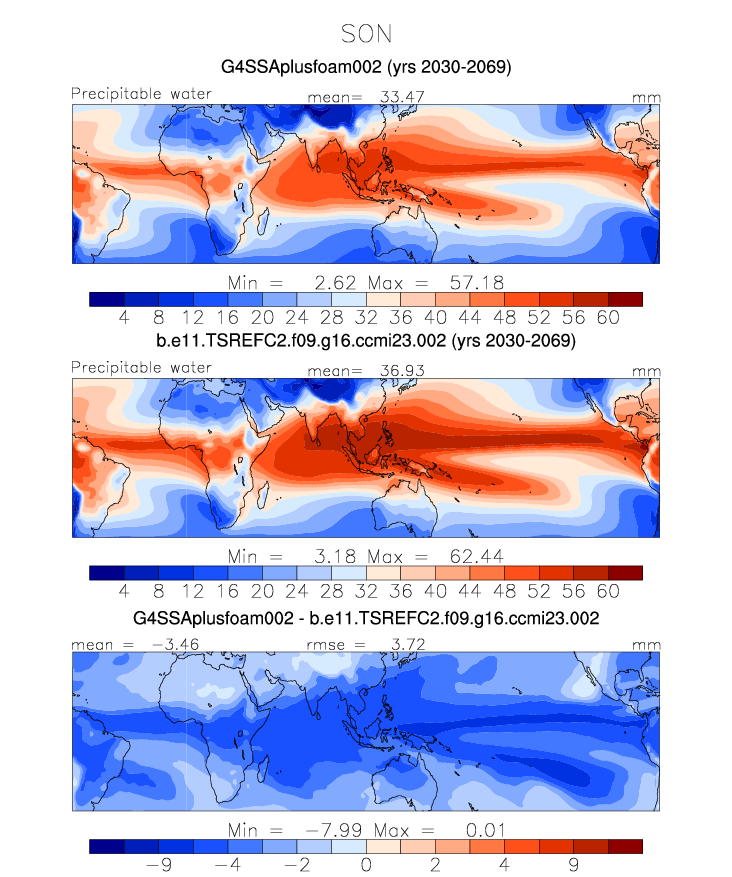 SON
G4SSAplusfoam002 (yrs 2030-2069)
Precipitable water mean= 33.47 mm
Min = 2.62 Max = 57.18
4 8 12 16 20 24 28 32 36 40 44 48 52 56 60
b.e11.TSREFC2.f09.g16.ccmi23.002 (yrs 2030-2069)
Precipitable water mean= 36.93 mm
Min = 3.18 Max = 62.44
4 8 12 16 20 24 28 32 36 40 44 48 52 56 60
G4SSAplusfoam002 - b.e11.TSREFC2.f09.g16.ccmi23.002
mean = -3.46 rmse = 3.72 mm
Min = -7.99 Max = 0.01
-9 -4 -2 0 2 4 9